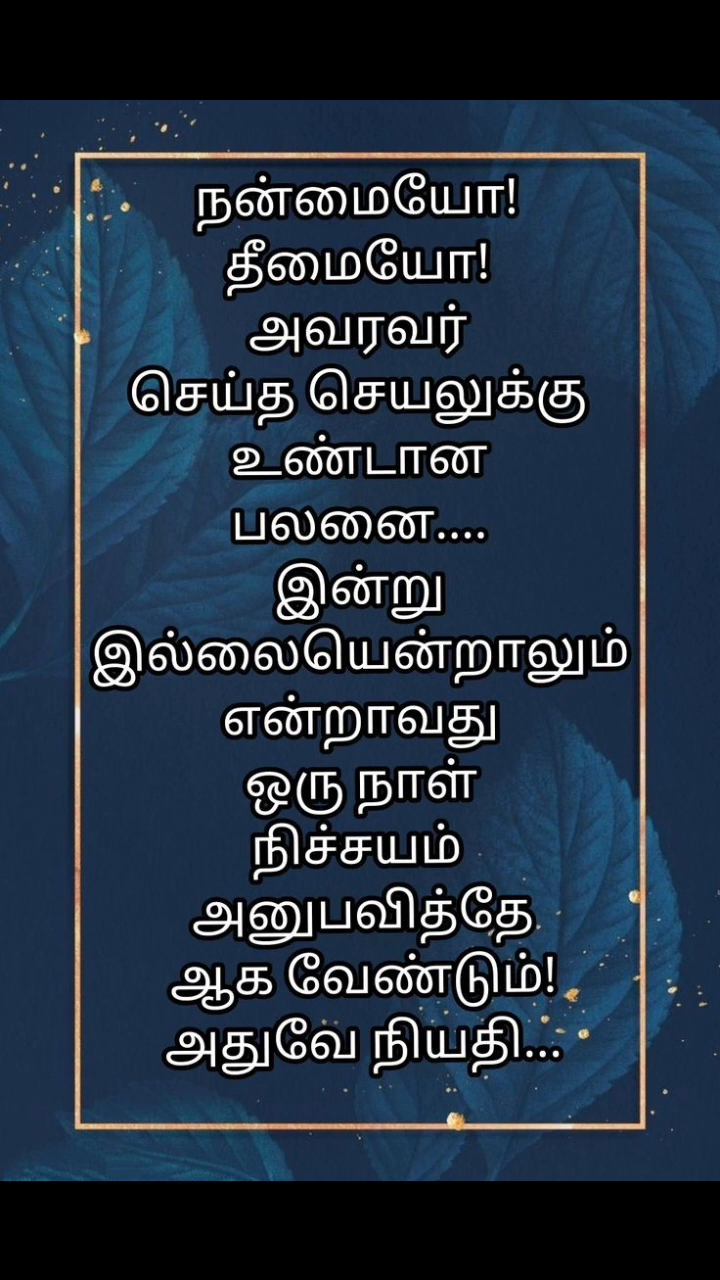 நன்மையோ!
தீமையோ!
அவரவர்
செய்த செயலுக்கு
உண்டான
பலனை....
இன்று
இல்லையென்றாலும்
என்றாவது
ஒரு நாள்
நிச்சயம்
அனுபவித்தே
ஆக வேண்டும்!
அதுவே நியதி...